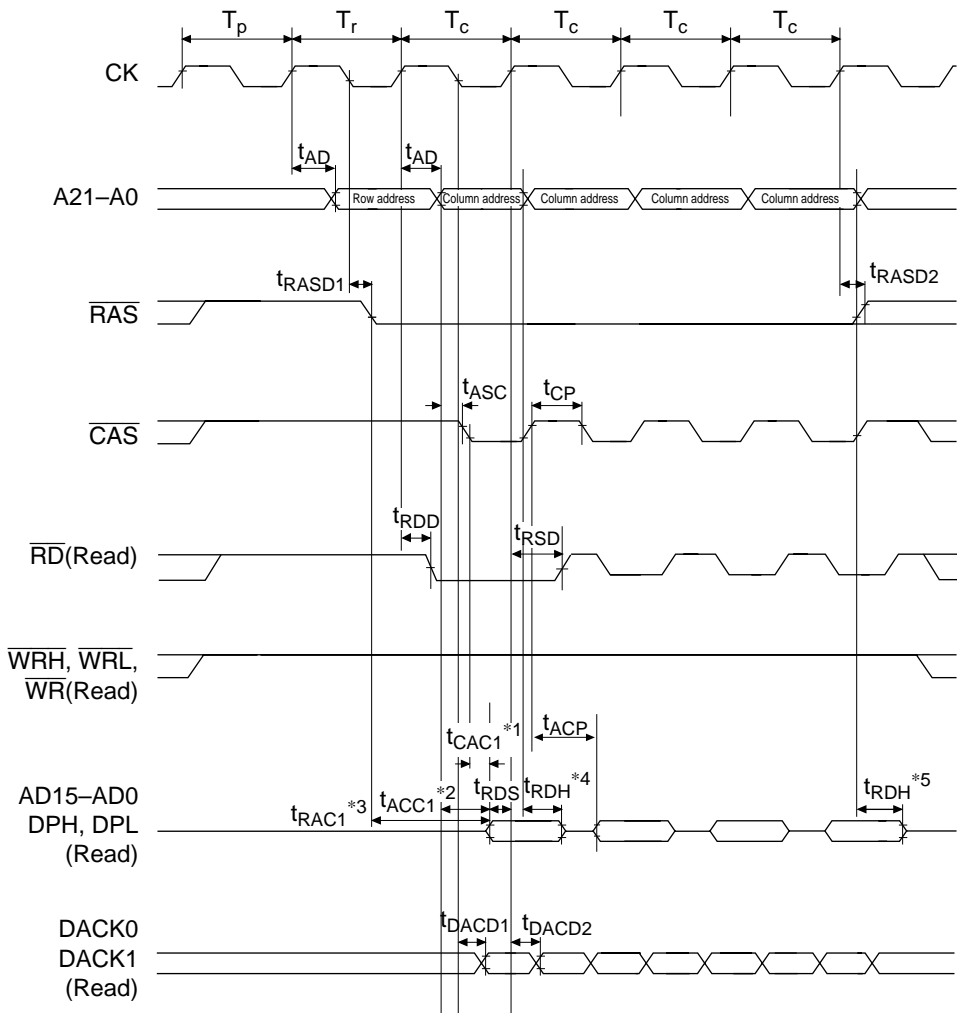 Tp Tr Tc Tc Tc Tc
CK
tAD tAD
A21–A0 Row address Column address Column address Column address Column address
tRASD1 tRASD2
RAS
tASC tCP
CAS
tRDD tRSD
RD(Read)
WRH, WRL,
WR(Read)
tCAC1*1 tACP
AD15–AD0
DPH, DPL
(Read)
tRAC1*3 tACC1*2 tRDS tRDH*4 tRDH*5
tDACD1 tDACD2
DACK0
DACK1
(Read)